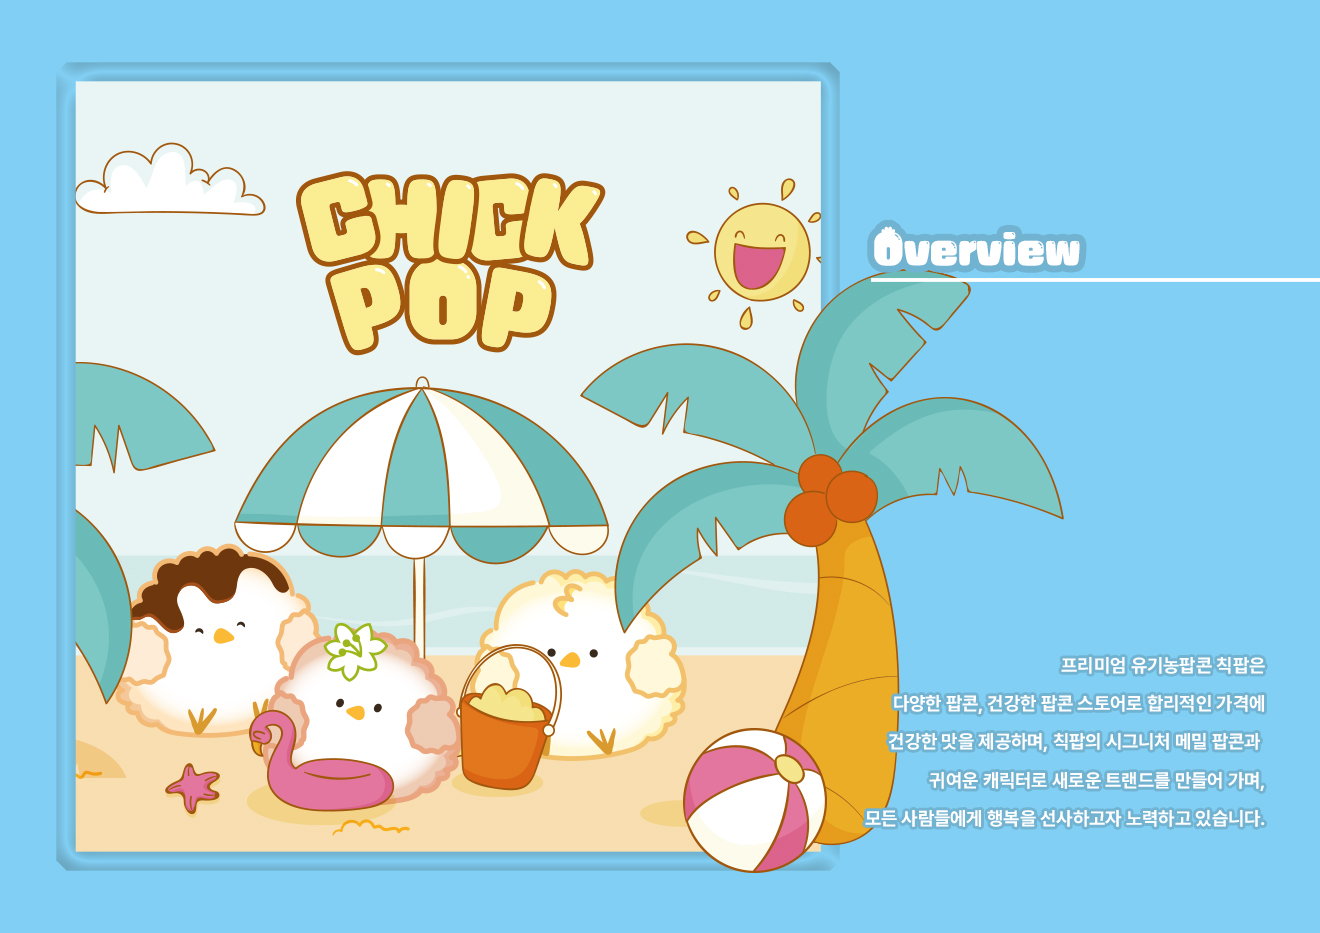 CHICK
POP
Overview
프리미엄 유기농팝콘 칙팝은
다양한 팝콘, 건강한 팝콘 스토어로 합리적인 가격에
건강한 맛을 제공하며, 칙팝의 시그니처 메밀 팝콘과
귀여운 캐릭터로 새로운 트랜드를 만들어 가며,
모든 사람들에게 행복을 선사하고자 노력하고 있습니다.